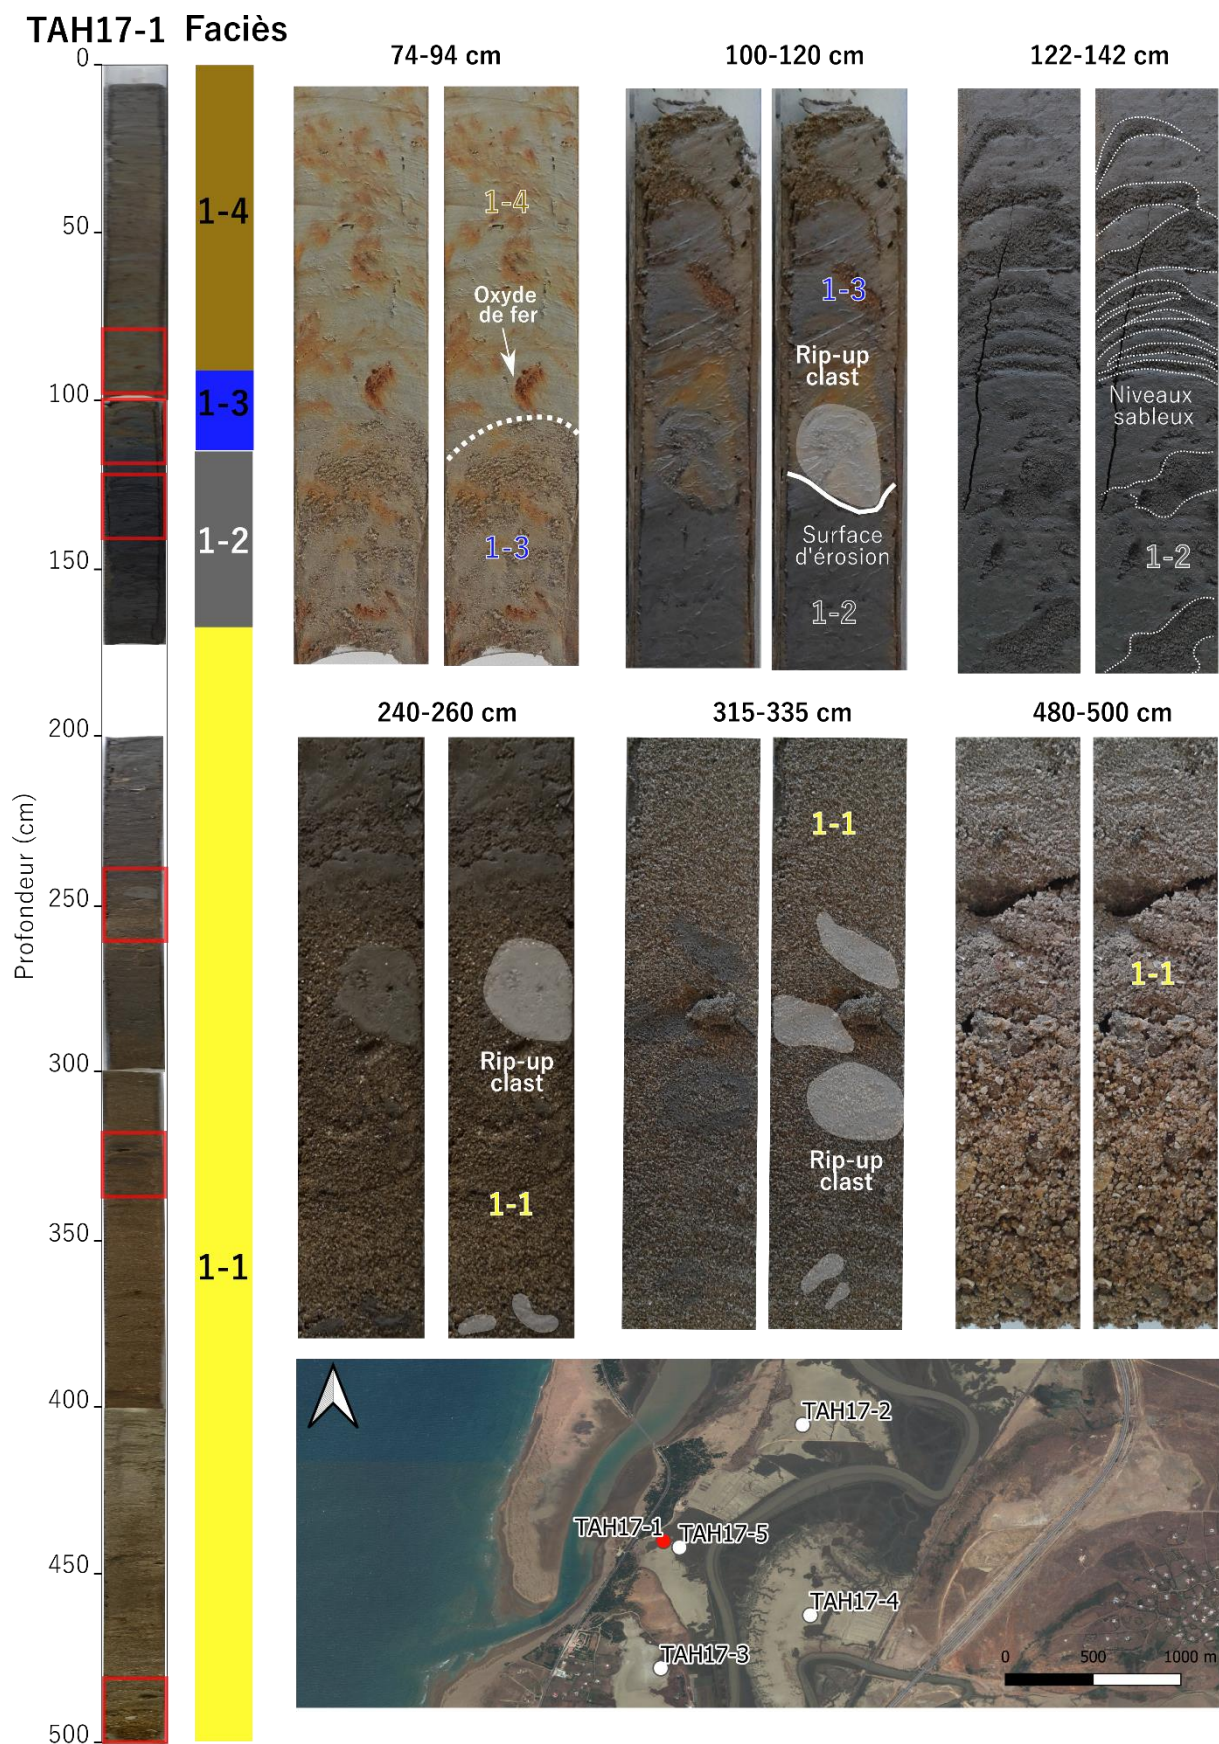 TAH17-1 Faciès
0
50
100
150
200
250
300
350
400
450
500
Profondeur (cm)
1-4
1-3
1-2
1-1
74-94 cm
1-4
Oxyde
de fer
1-3
100-120 cm
1-3
Rip-up
clast
Surface
d'érosion
1-2
122-142 cm
Niveaux
sableux
1-2
240-260 cm
Rip-up
clast
1-1
315-335 cm
1-1
Rip-up
clast
480-500 cm
1-1
TAH17-2
TAH17-1
TAH17-5
TAH17-4
TAH17-3
0 500 1000 m